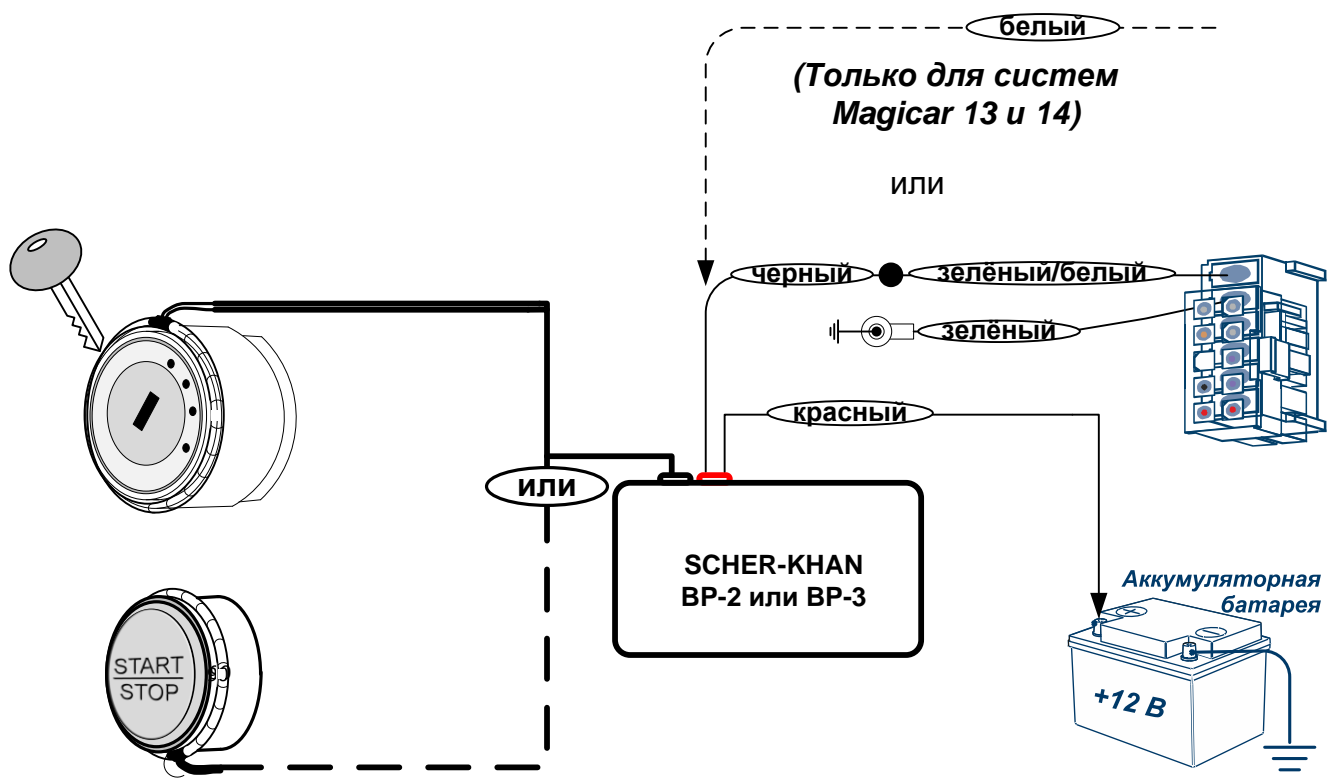 белый
(Только для систем
Magicar 13 и 14)
или
черный
зелёный/белый
зелёный
красный
или
SCHER-KHAN
BP-2 или BP-3
Аккумуляторная
батарея
+12 В
START
STOP